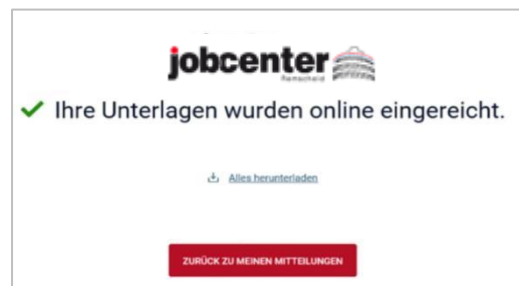 jobcenter
Remscheid
Ihre Unterlagen wurden online eingereicht.
Alles herunterladen
ZURÜCK ZU MEINEN MITTEILUNGEN